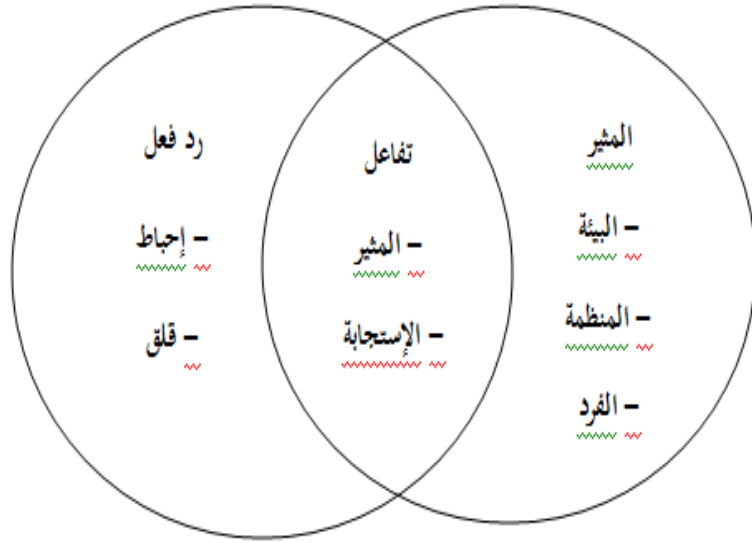 المثير
– البيئة
– المنظمة
– الفرد
تفاعل
– المثير
– الإستجابة
رد فعل
– إحباط
– قلق